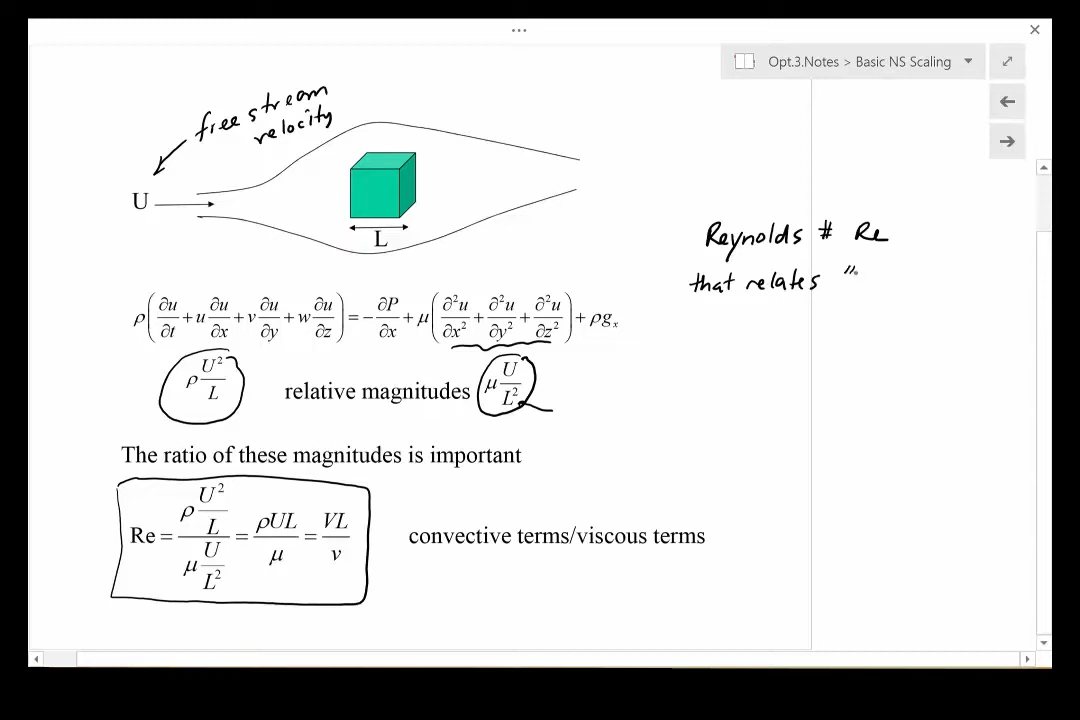 ...
Opt.3.Notes > Basic NS Scaling
free stream
velocity
U
L
Reynolds # Re
that relates "
ρ(∂u/∂t + u ∂u/∂x + v ∂u/∂y + w ∂u/∂z) = −∂P/∂x + μ(∂²u/∂x² + ∂²u/∂y² + ∂²u/∂z²) + ρgₓ
ρ U²/L relative magnitudes μ U/L²
The ratio of these magnitudes is important
Re = (ρ U²/L)/(μ U/L²) = ρUL/μ = VL/ν convective terms/viscous terms